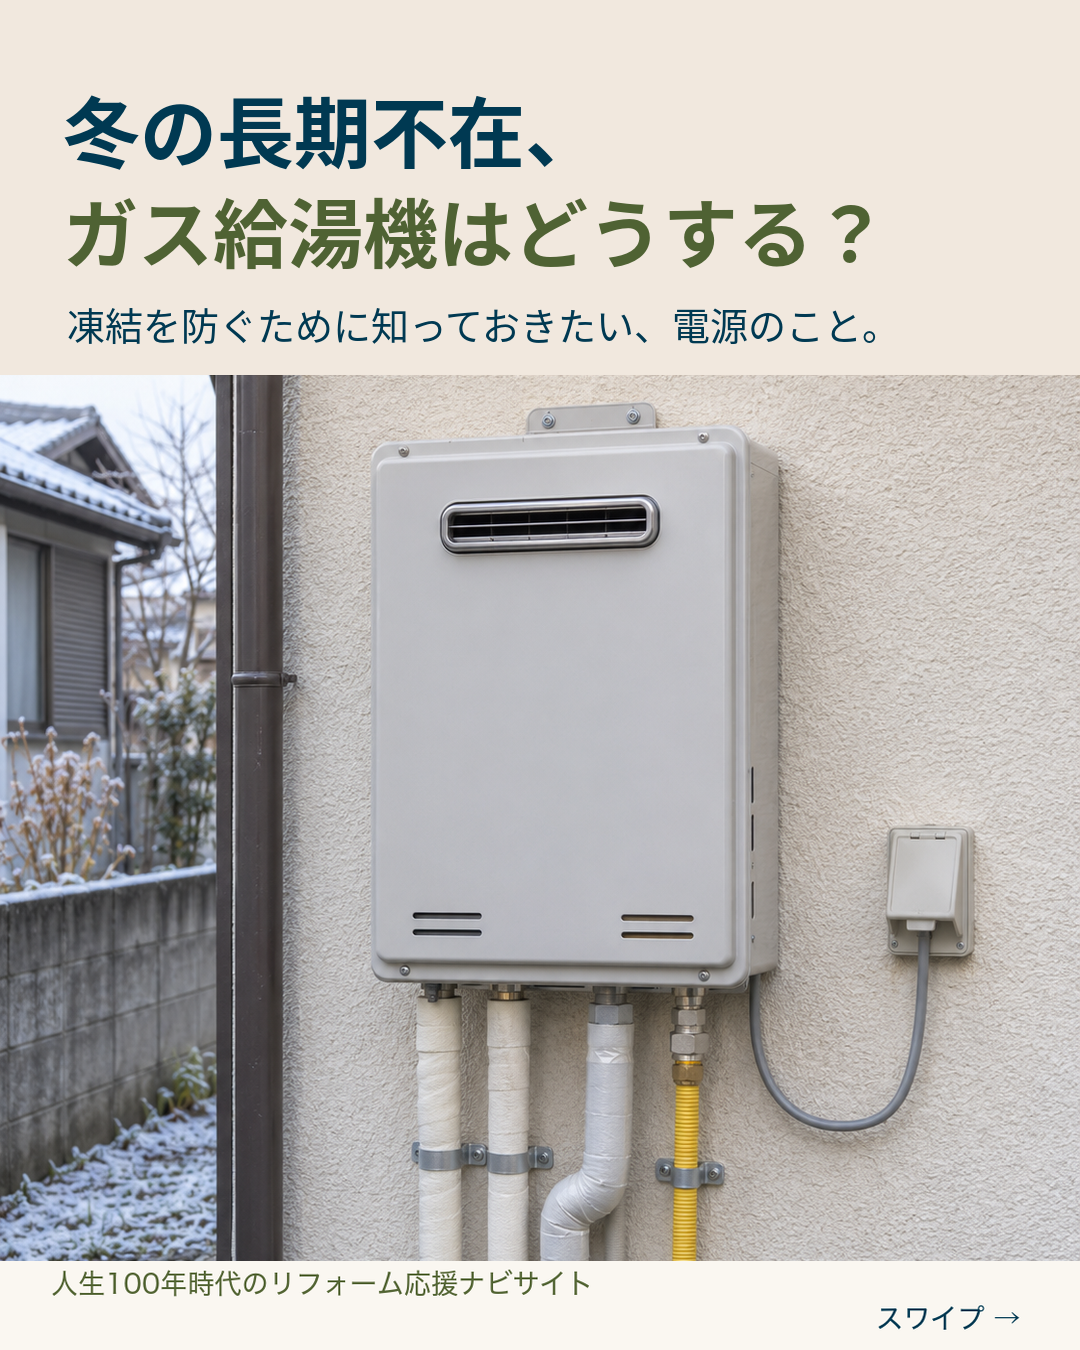 冬の長期不在、
ガス給湯機はどうする？
凍結を防ぐために知っておきたい、電源のこと。
人生100年時代のリフォーム応援ナビサイト
スワイプ →